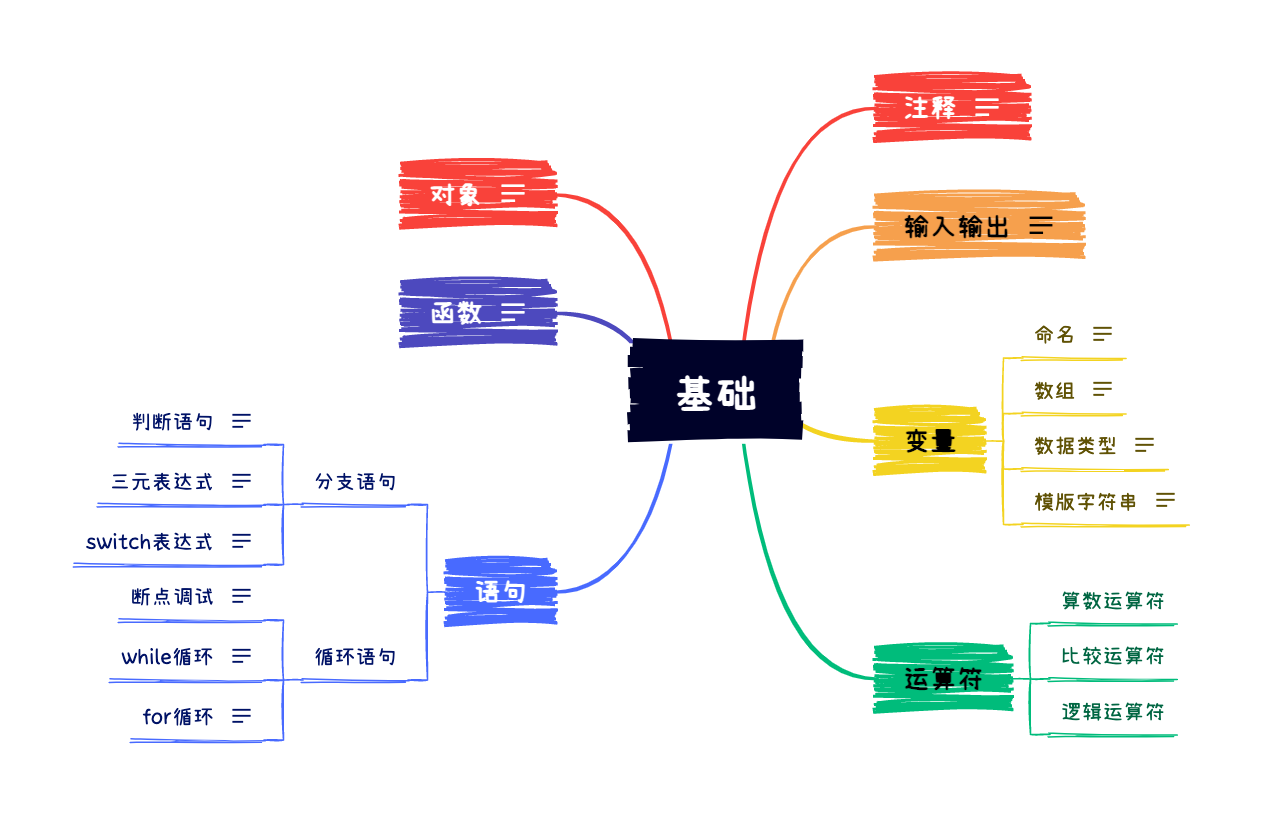 基础
注释
输入输出
变量
命名
数组
数据类型
模版字符串
运算符
算数运算符
比较运算符
逻辑运算符
对象
函数
语句
分支语句
判断语句
三元表达式
switch表达式
循环语句
断点调试
while循环
for循环